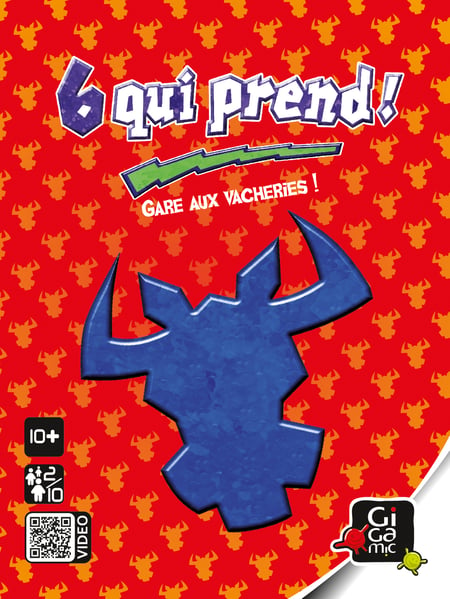 6 qui prend!
GARE AUX VACHERIES !
10+
2/10
VIDEO
GiGamic